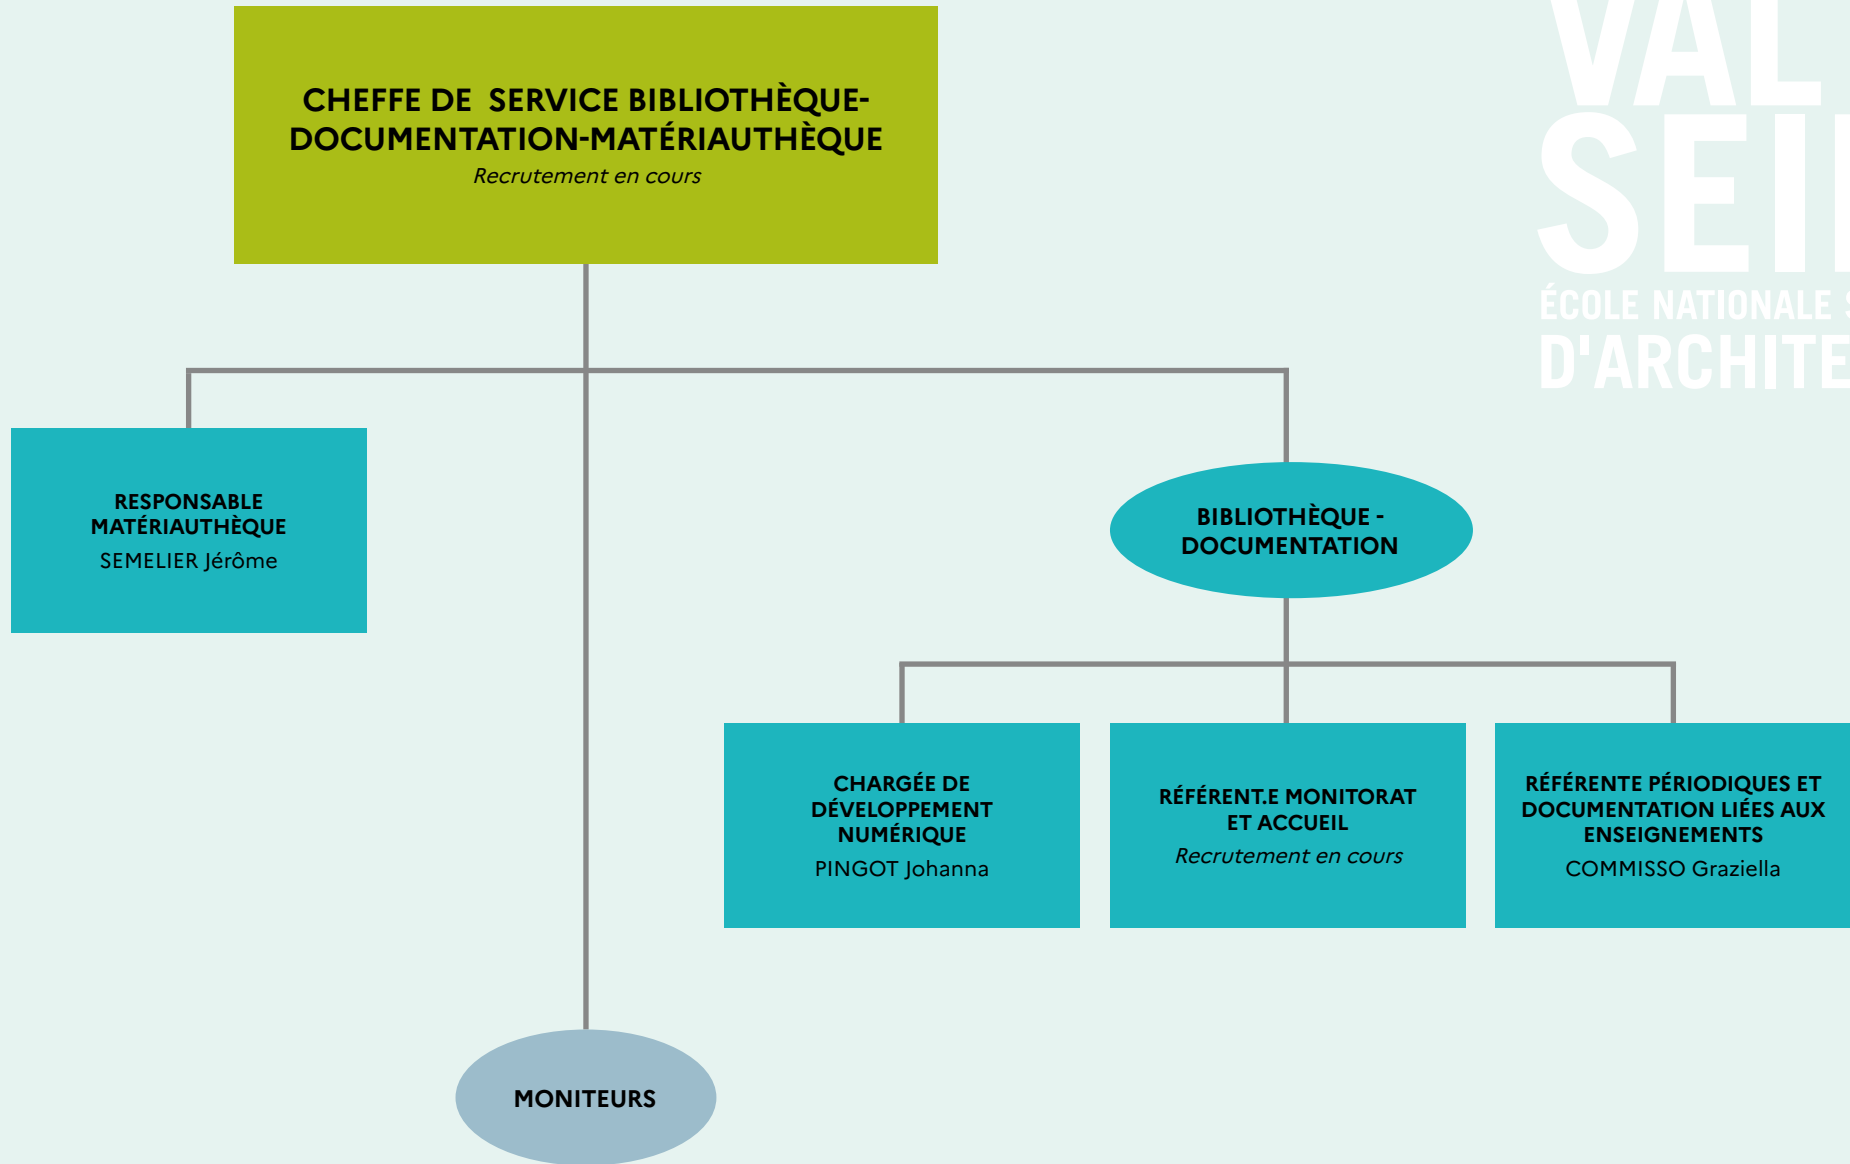 VAL
SEI
ÉCOLE NATIONALE
D'ARCHITE
CHEFFE DE SERVICE BIBLIOTHÈQUE-
DOCUMENTATION-MATÉRIAUTHÈQUE
Recrutement en cours
RESPONSABLE
MATÉRIAUTHÈQUE
SEMELIER Jérôme
BIBLIOTHÈQUE -
DOCUMENTATION
CHARGÉE DE
DÉVELOPPEMENT
NUMÉRIQUE
PINGOT Johanna
RÉFÉRENT.E MONITORAT
ET ACCUEIL
Recrutement en cours
RÉFÉRENTE PÉRIODIQUES ET
DOCUMENTATION LIÉES AUX
ENSEIGNEMENTS
COMMISSO Graziella
MONITEURS